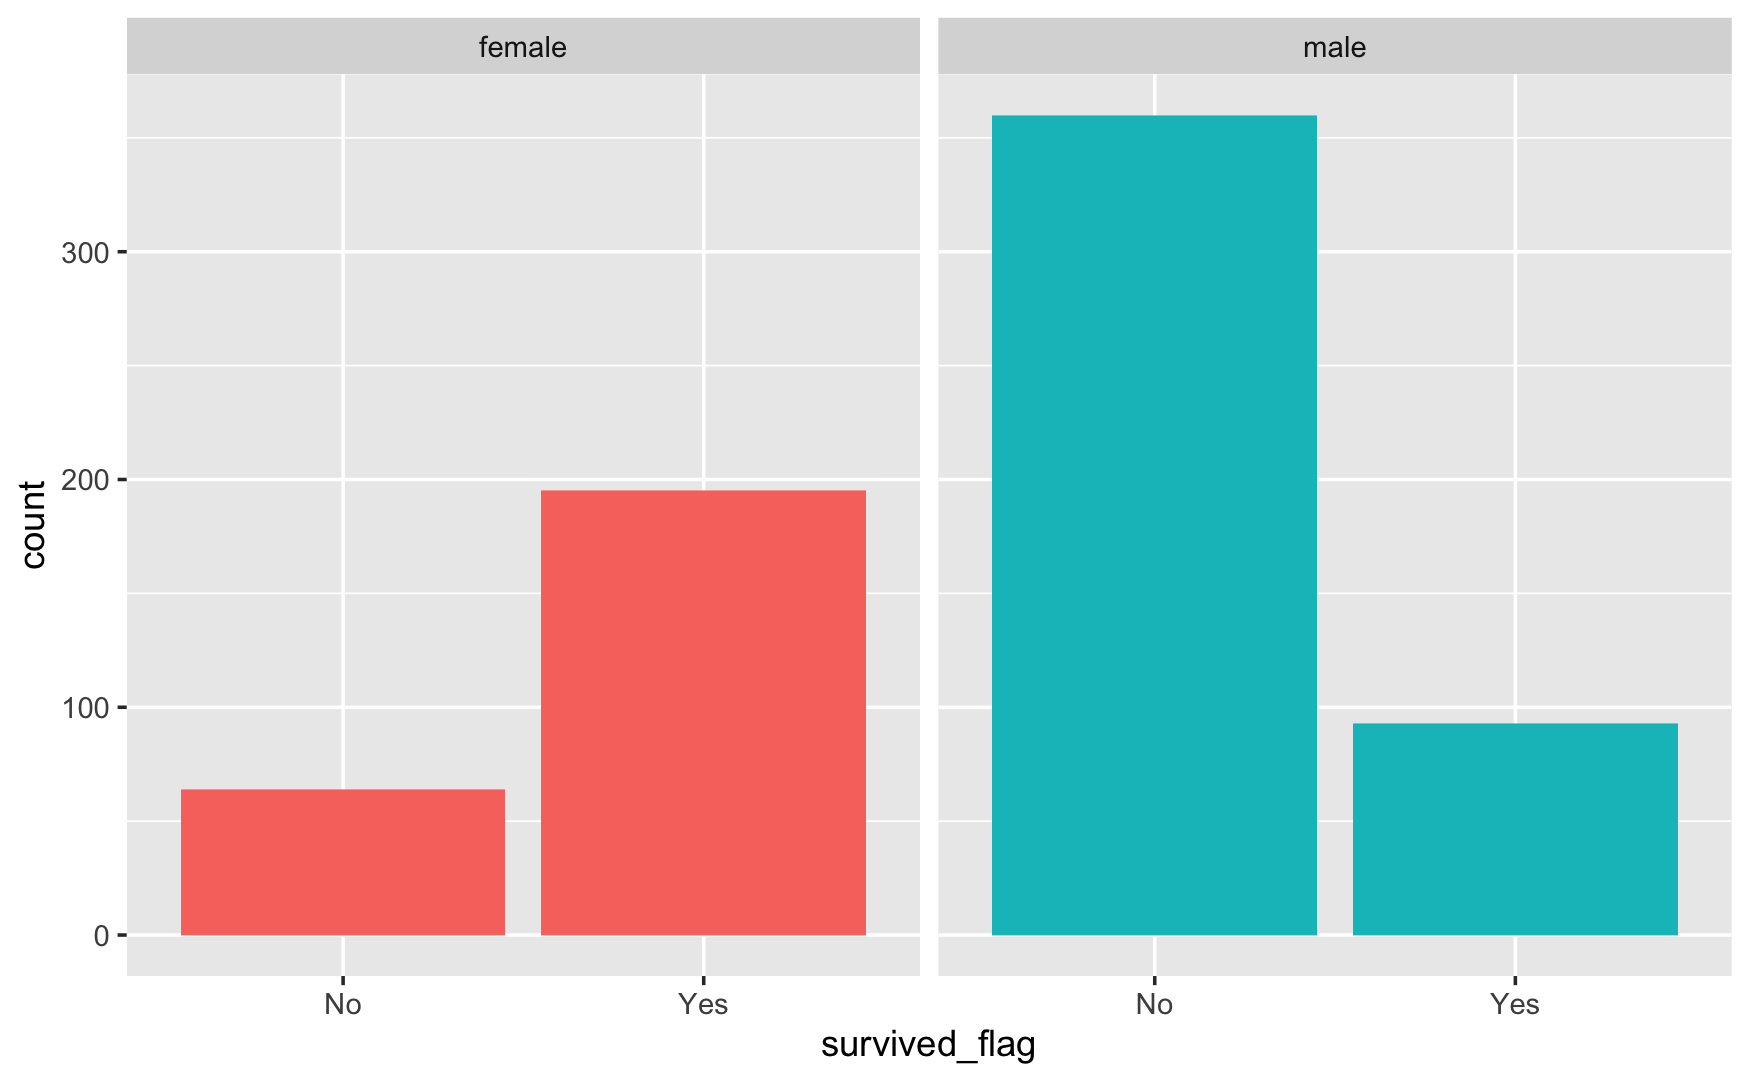 female male
300
200
100
0
count
No Yes No Yes
survived_flag